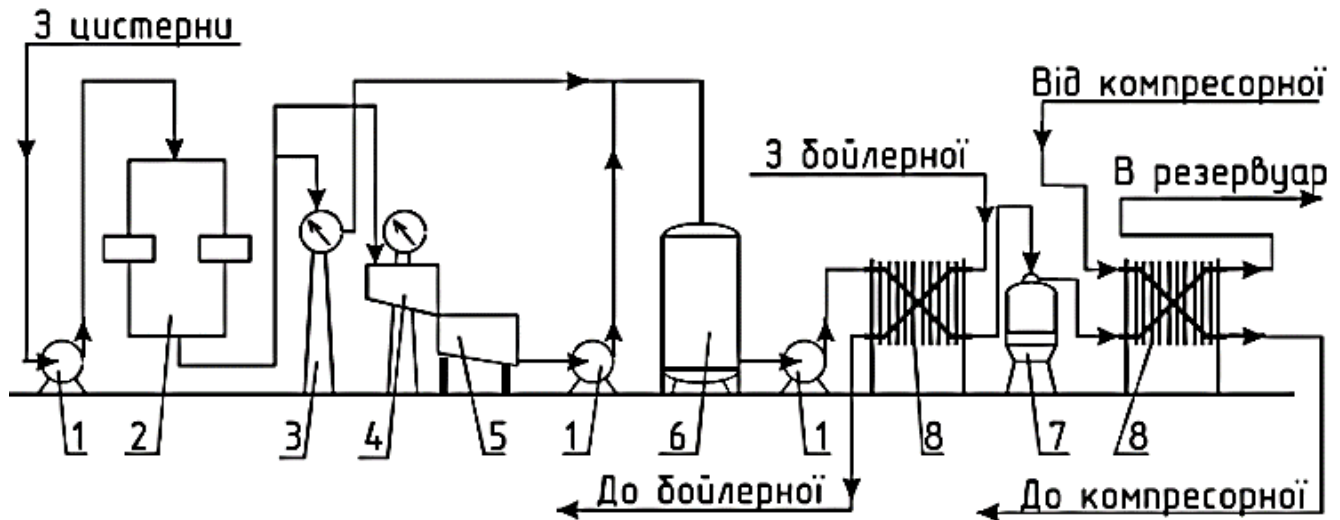 З цистерни
Від компресорної
З бойлерної
В резервуар
1 2 3 4 5 1 6 1 8 7 8
До бойлерної
До компресорної